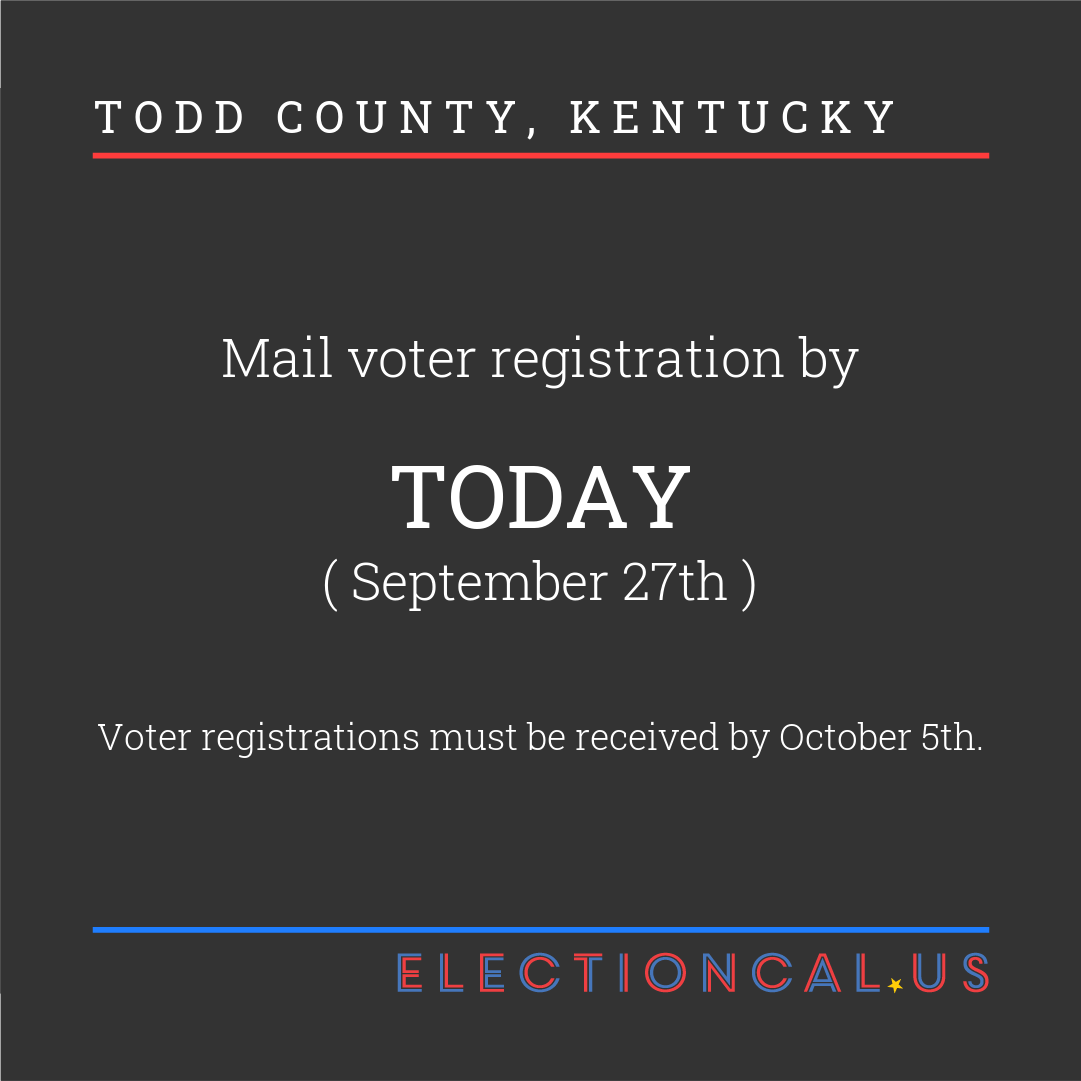 TODD COUNTY, KENTUCKY
Mail voter registration by
TODAY
( September 27th )
Voter registrations must be received by October 5th.
ELECTIONCAL.US